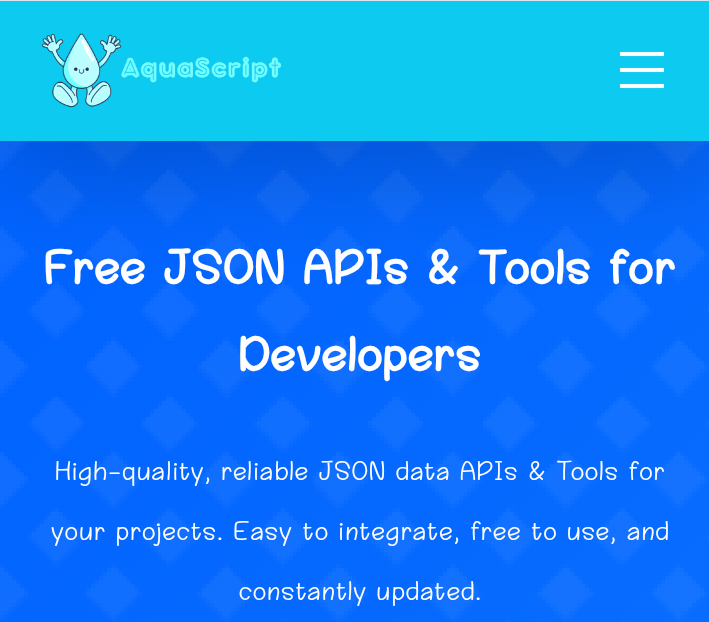 AquaScript
Free JSON APIs & Tools for
Developers
High-quality, reliable JSON data APIs & Tools for
your projects. Easy to integrate, free to use, and
constantly updated.